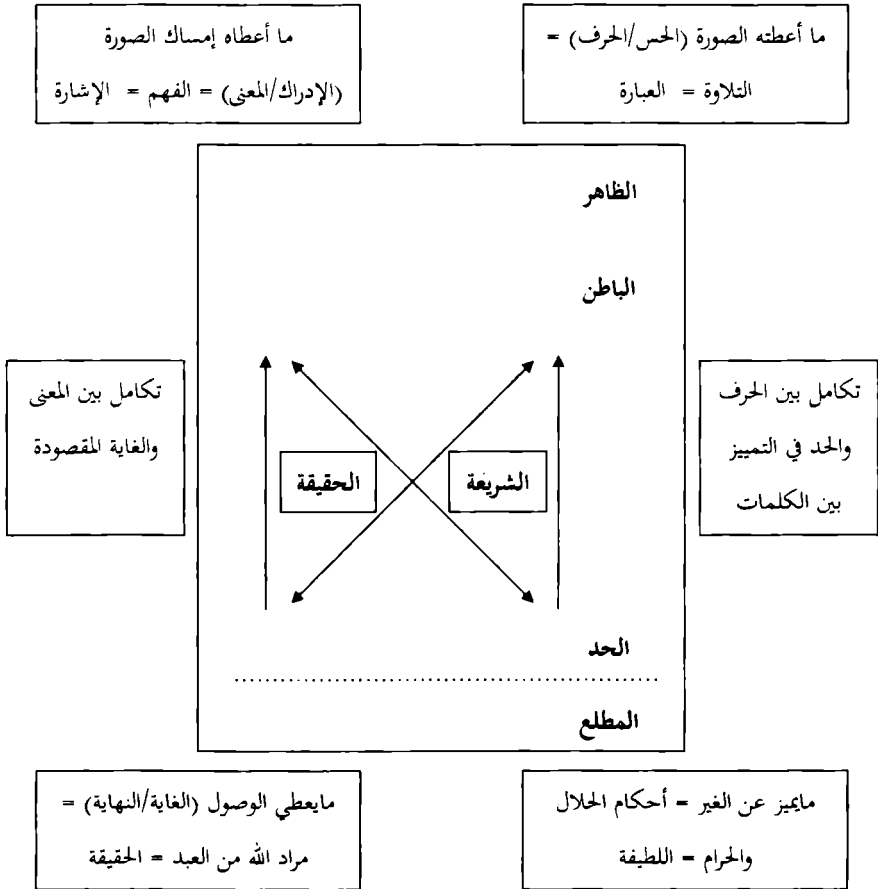 ما أعطته الصورة (الحس/الحرف) =
التلاوة = العبارة
ما أعطاه إمساك الصورة
(الإدراك/المعنى) = الفهم = الإشارة
الظاهر
الباطن
تكامل بين الحرف
والحد في التمييز
بين الكلمات
الشريعة
الحقيقة
تكامل بين المعنى
والغاية المقصودة
الحد
المطلع
مايميز عن الغير = أحكام الحلال
والحرام = اللطيفة
مايعطي الوصول (الغاية/النهاية) =
مراد الله من العبد = الحقيقة